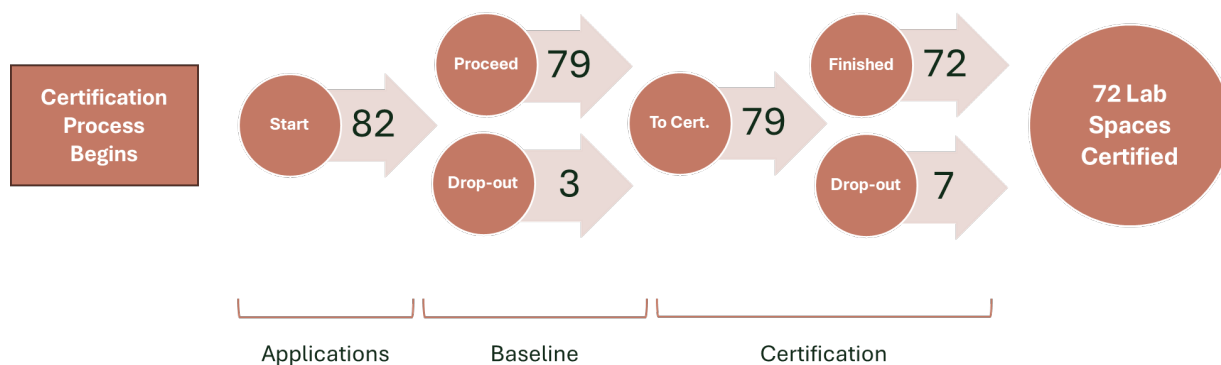 Certification
Process
Begins
Start
82
Proceed
79
Drop-out
3
To Cert.
79
Finished
72
Drop-out
7
72 Lab
Spaces
Certified
Applications
Baseline
Certification